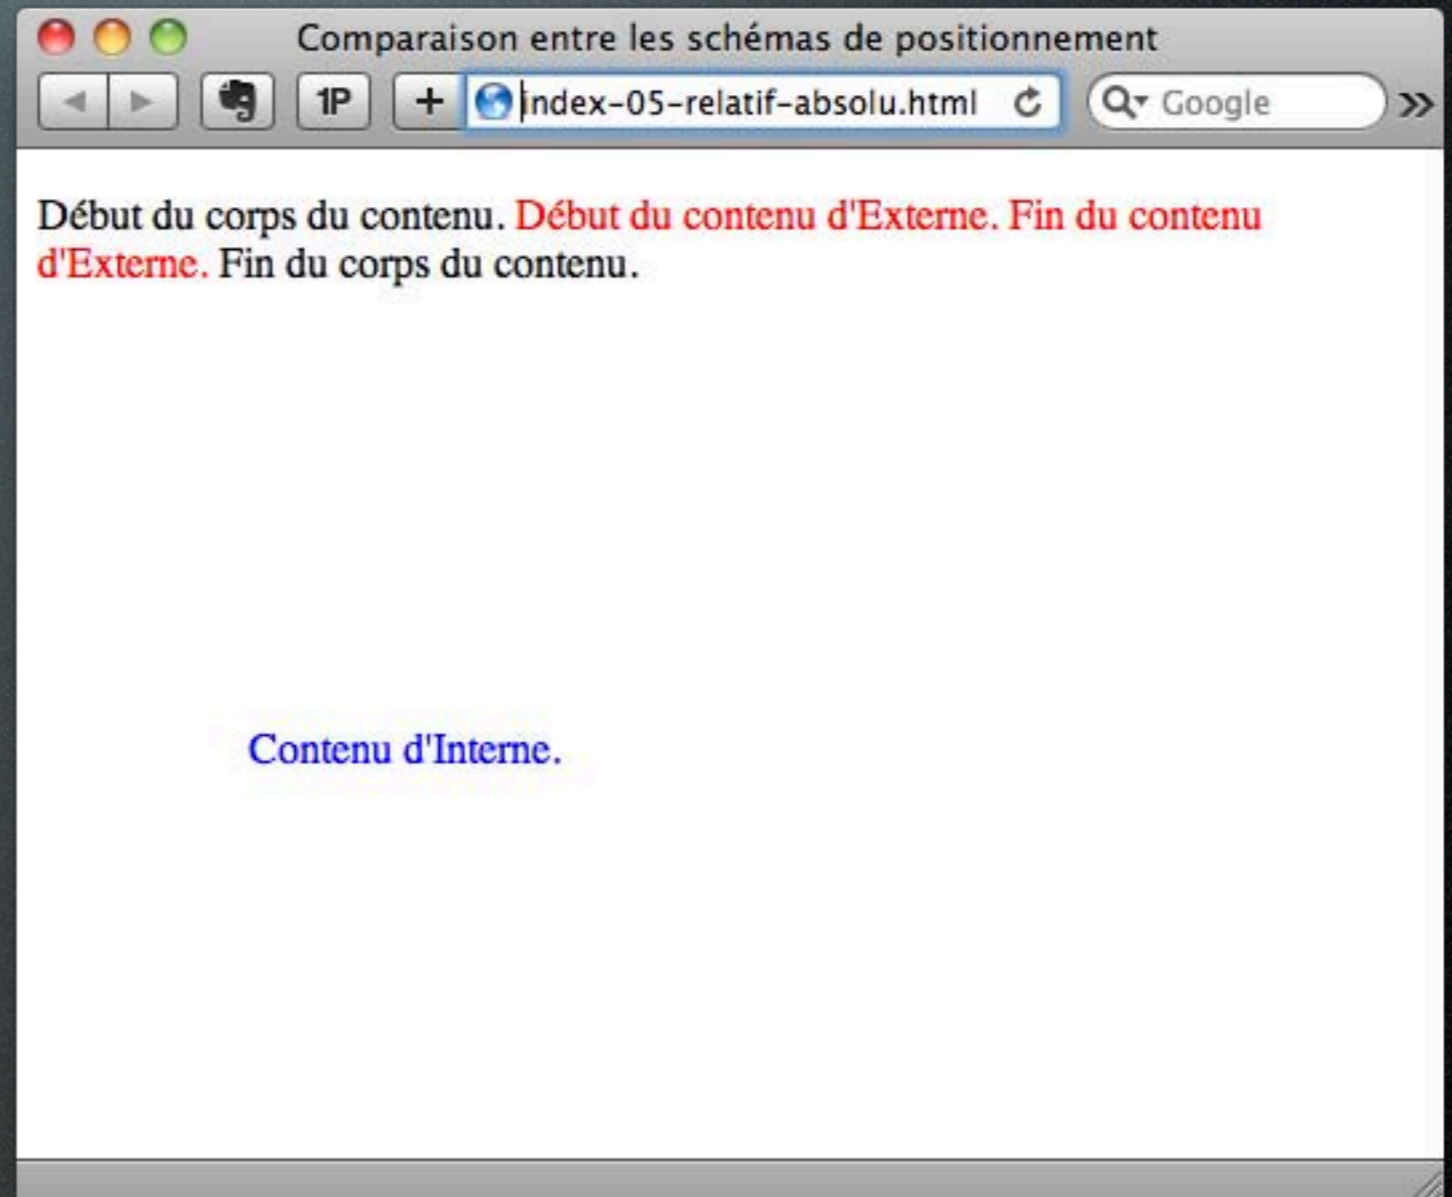 Comparaison entre les schémas de positionnement
1P + index-05-relatif-absolu.html Google »
Début du corps du contenu. Début du contenu d'Externe. Fin du contenu
d'Externe. Fin du corps du contenu.
Contenu d'Interne.